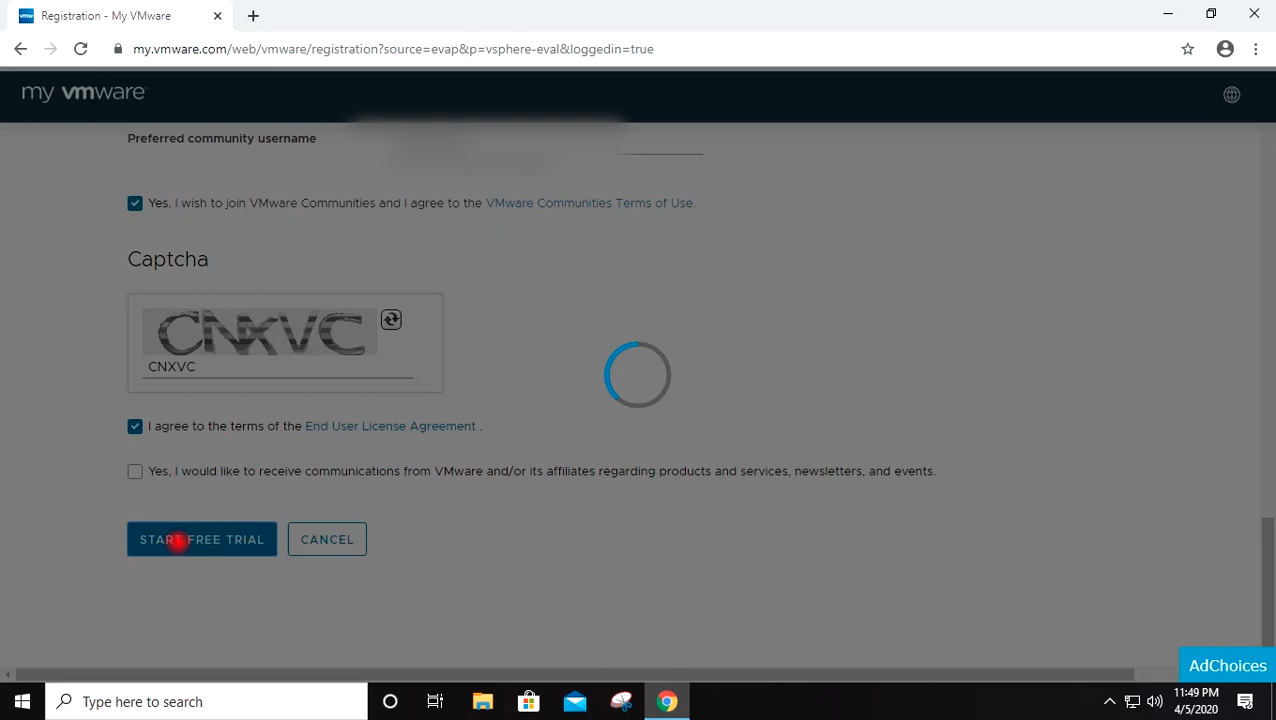 Registration - My VMware
my.vmware.com/web/vmware/registration?source=evap&p=vsphere-eval&loggedin=true
my vmware
Preferred community username
Yes, I wish to join VMware Communities and I agree to the VMware Communities Terms of Use.
Captcha
CNXVC
CNXVC
I agree to the terms of the End User License Agreement .
Yes, I would like to receive communications from VMware and/or its affiliates regarding products and services, newsletters, and events.
START FREE TRIAL CANCEL
AdChoices
Type here to search
11:49 PM
4/5/2020